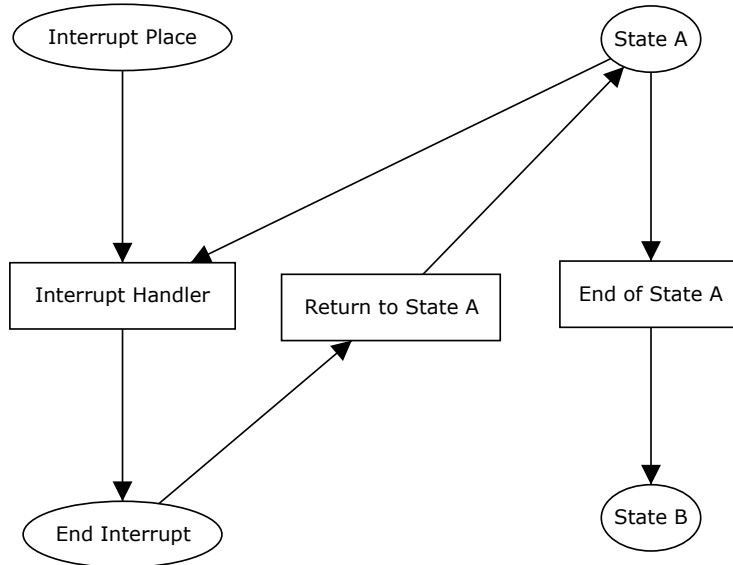 Interrupt Place
State A
Interrupt Handler
Return to State A
End of State A
End Interrupt
State B